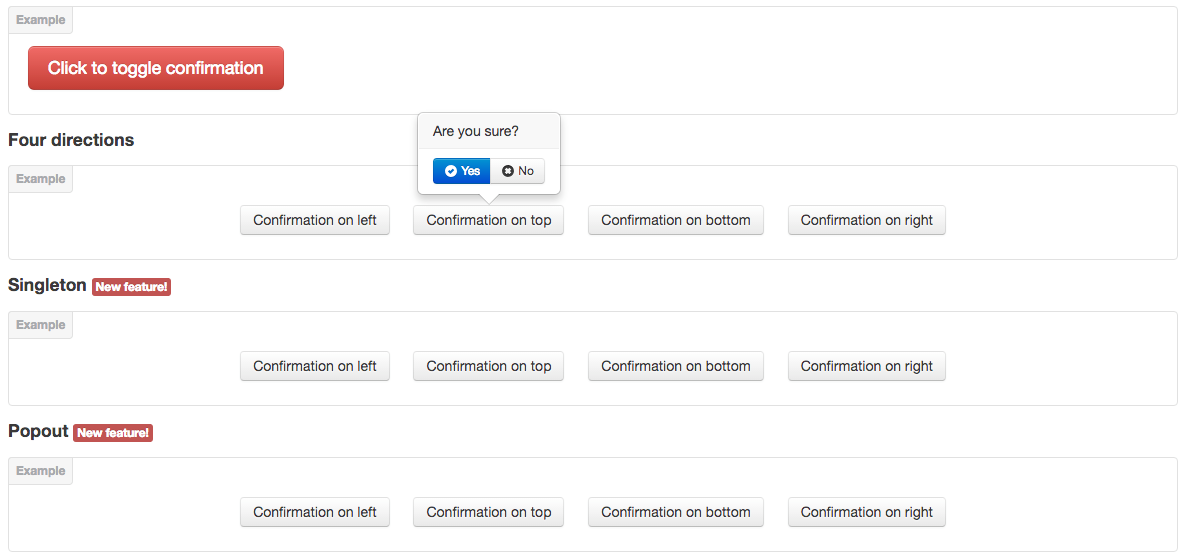 Example
Click to toggle confirmation
Are you sure?
Four directions
Yes No
Example
Confirmation on left Confirmation on top Confirmation on bottom Confirmation on right
Singleton New feature!
Example
Confirmation on left Confirmation on top Confirmation on bottom Confirmation on right
Popout New feature!
Example
Confirmation on left Confirmation on top Confirmation on bottom Confirmation on right